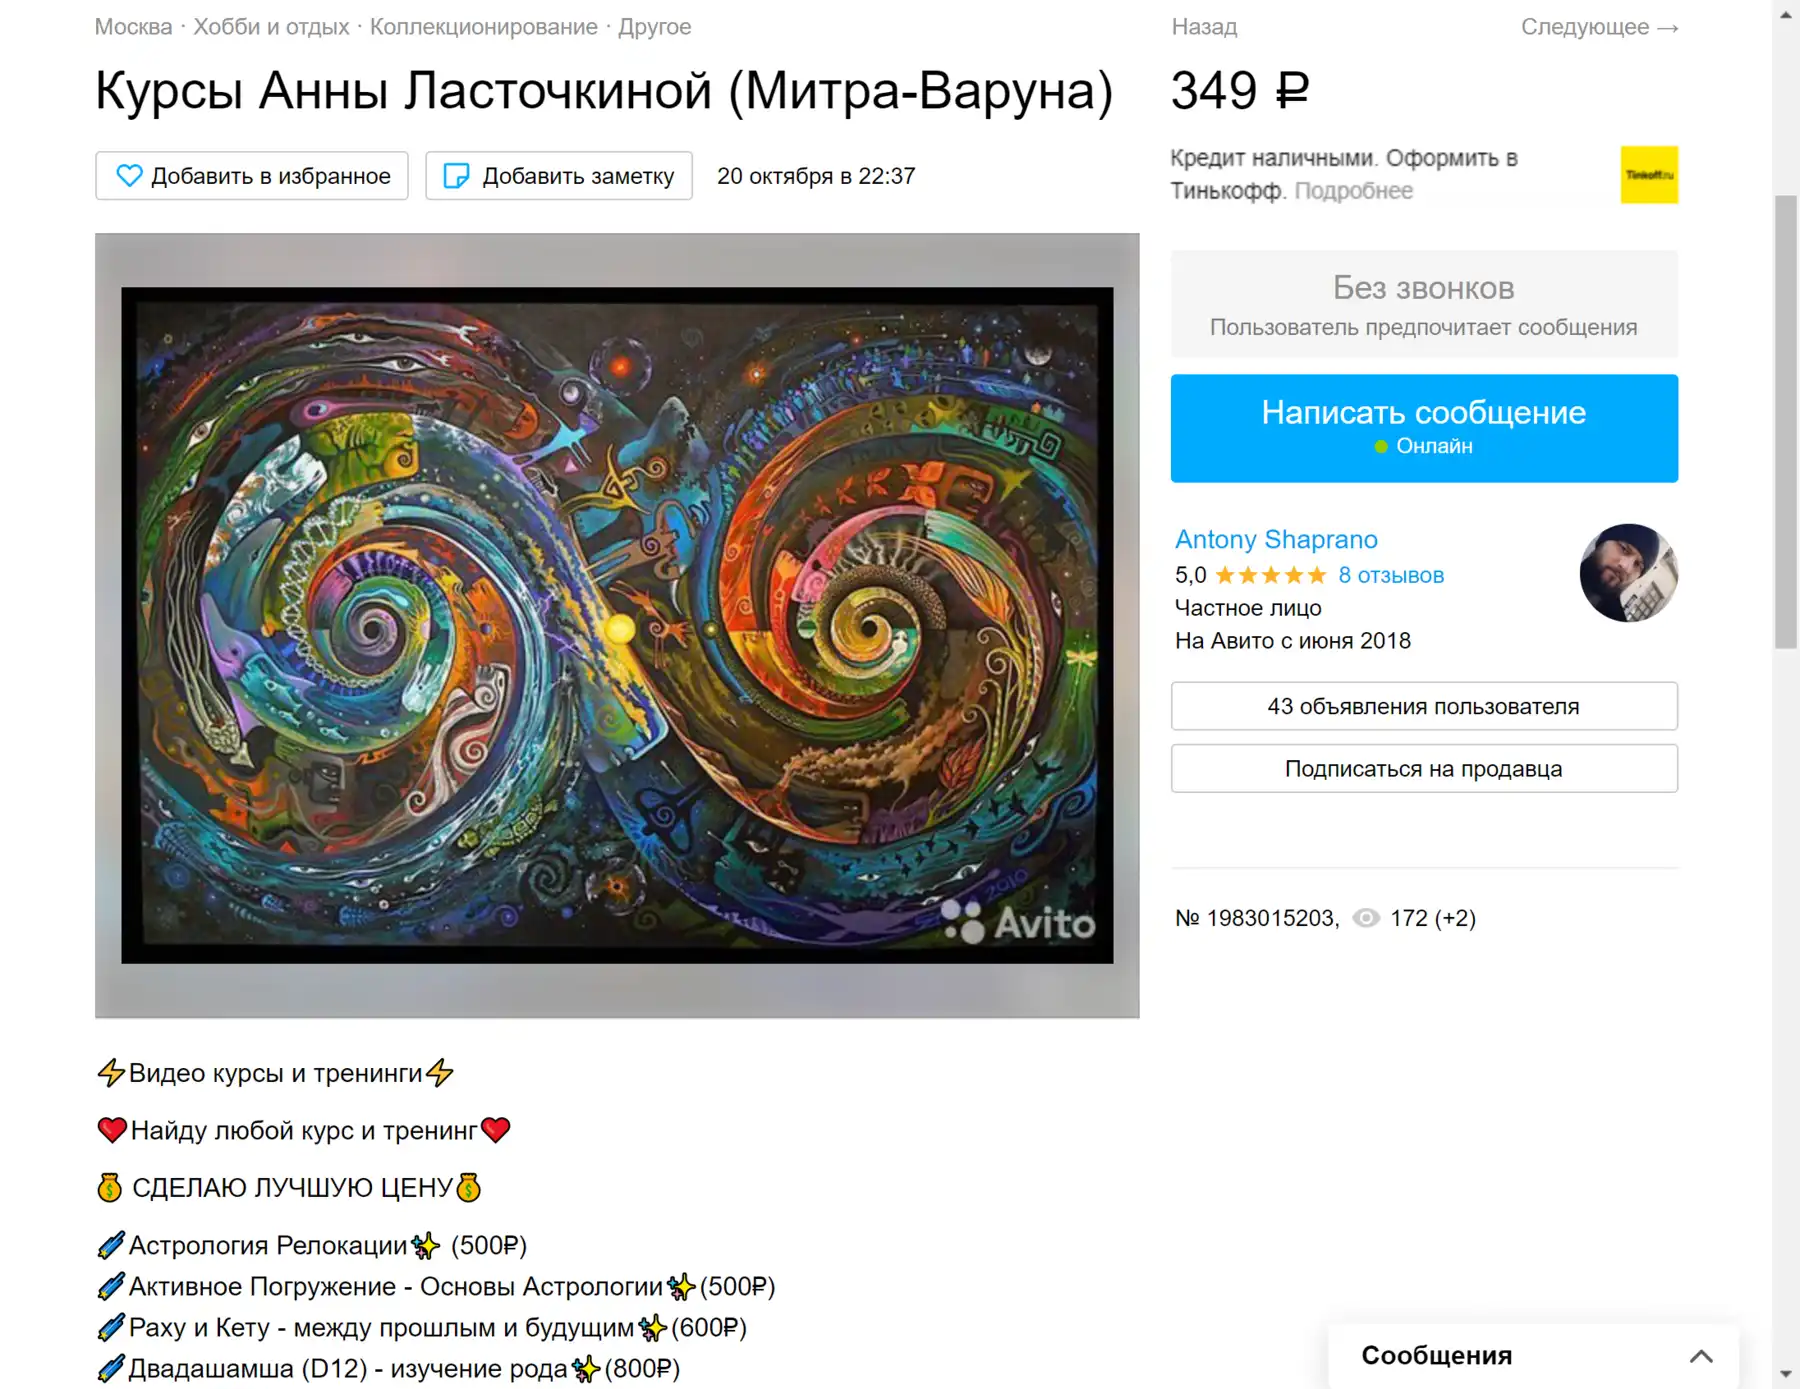 Москва · Хобби и отдых · Коллекционирование · Другое
Назад
Следующее →
Курсы Анны Ласточкиной (Митра-Варуна)
349 ₽
Добавить в избранное
Добавить заметку
20 октября в 22:37
Кредит наличными. Оформить в
Тинькофф. Подробнее
Tinkoff.ru
Без звонков
Пользователь предпочитает сообщения
Написать сообщение
Онлайн
Antony Shaprano
5,0 ★★★★★ 8 отзывов
Частное лицо
На Авито с июня 2018
43 объявления пользователя
Подписаться на продавца
№ 1983015203, 172 (+2)
2010
Avito
⚡Видео курсы и тренинги⚡
❤️Найду любой курс и тренинг❤️
💰 СДЕЛАЮ ЛУЧШУЮ ЦЕНУ💰
☄️Астрология Релокации✨ (500₽)
☄️Активное Погружение - Основы Астрологии✨(500₽)
☄️Раху и Кету - между прошлым и будущим✨(600₽)
☄️Двадашамша (D12) - изучение рода✨(800₽)
Сообщения